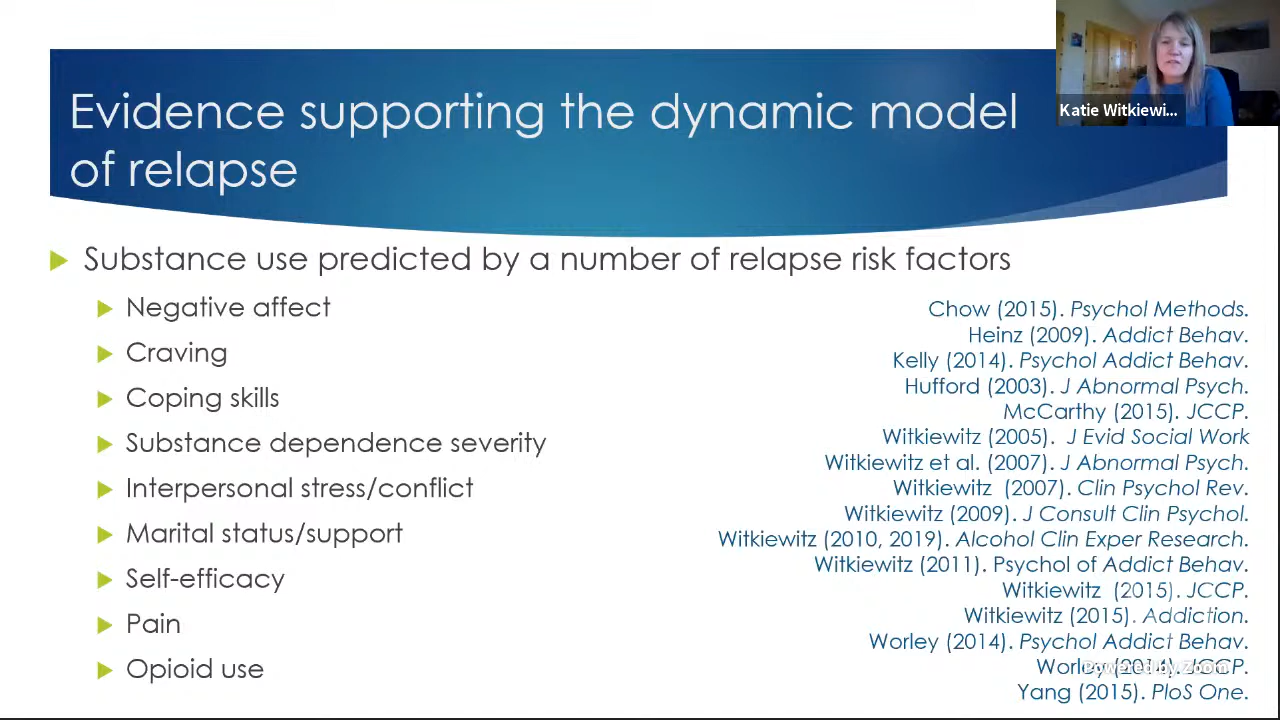 Evidence supporting the dynamic model
of relapse
Katie Witkiewi...
Substance use predicted by a number of relapse risk factors
Negative affect
Craving
Coping skills
Substance dependence severity
Interpersonal stress/conflict
Marital status/support
Self-efficacy
Pain
Opioid use
Chow (2015). Psychol Methods.
Heinz (2009). Addict Behav.
Kelly (2014). Psychol Addict Behav.
Hufford (2003). J Abnormal Psych.
McCarthy (2015). JCCP.
Witkiewitz (2005). J Evid Social Work
Witkiewitz et al. (2007). J Abnormal Psych.
Witkiewitz (2007). Clin Psychol Rev.
Witkiewitz (2009). J Consult Clin Psychol.
Witkiewitz (2010, 2019). Alcohol Clin Exper Research.
Witkiewitz (2011). Psychol of Addict Behav.
Witkiewitz (2015). JCCP.
Witkiewitz (2015). Addiction.
Worley (2014). Psychol Addict Behav.
Worley (2014). JCCP.
Powered by Zoom
Yang (2015). PloS One.